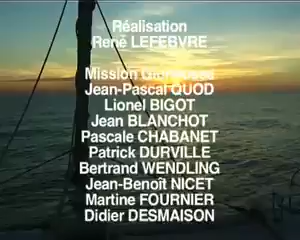 Réalisation
René LEFEBVRE
Mission
Jean-Pascal QUOD
Lionel BIGOT
Jean BLANCHOT
Pascale CHABANET
Patrick DURVILLE
Bertrand WENDLING
Jean-Benoît NICET
Martine FOURNIER
Didier DESMAISON